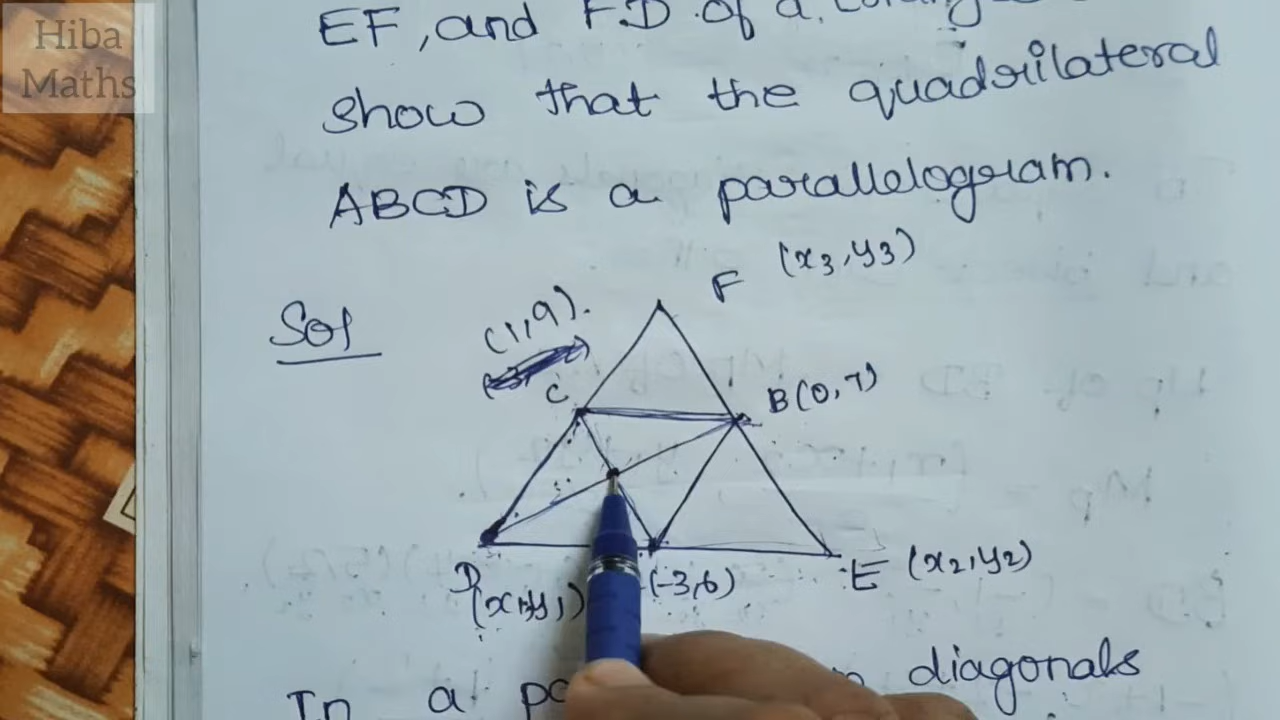 Hiba
Maths
EF, and FD of a
show that the quadrilateral
ABCD is a parallelogram.
F (x3, y3)
Sol
(1,9).
C
B(0,7)
D
(x1,y1)
(-3,6)
E (x2,y2)
In a diagonals